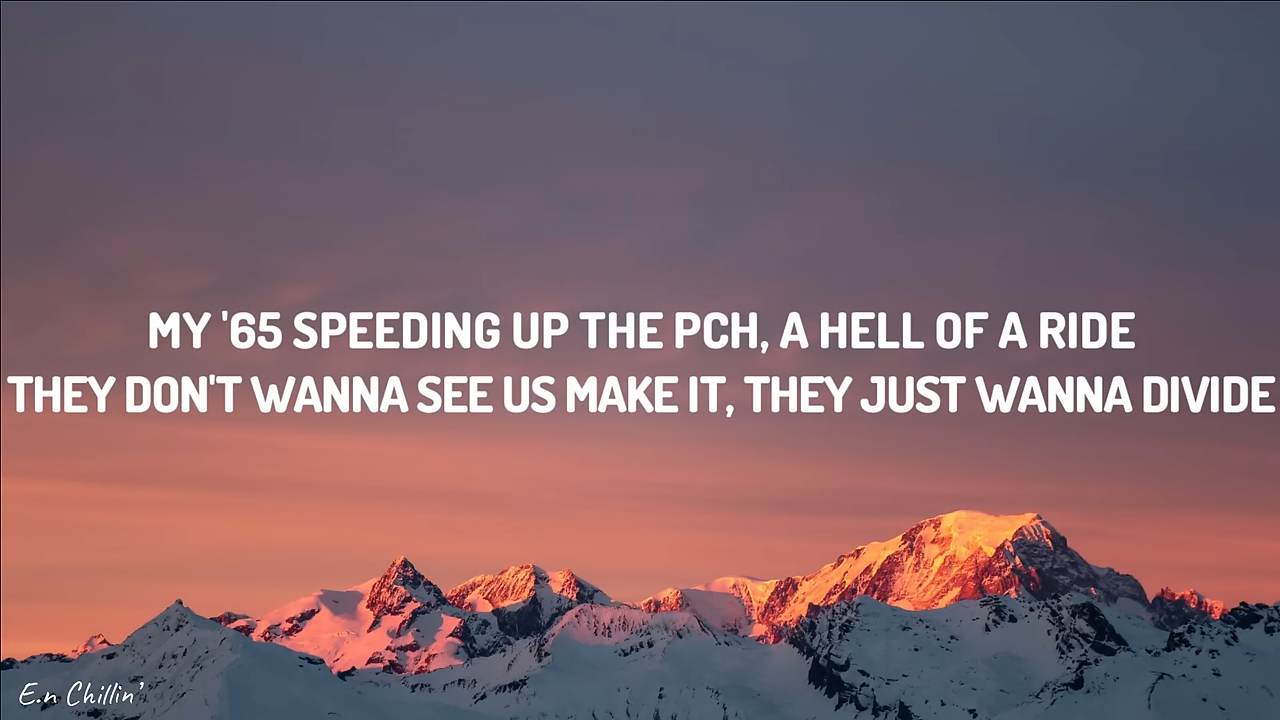 MY '65 SPEEDING UP THE PCH, A HELL OF A RIDE
THEY DON'T WANNA SEE US MAKE IT, THEY JUST WANNA DIVIDE
E.n Chillin'